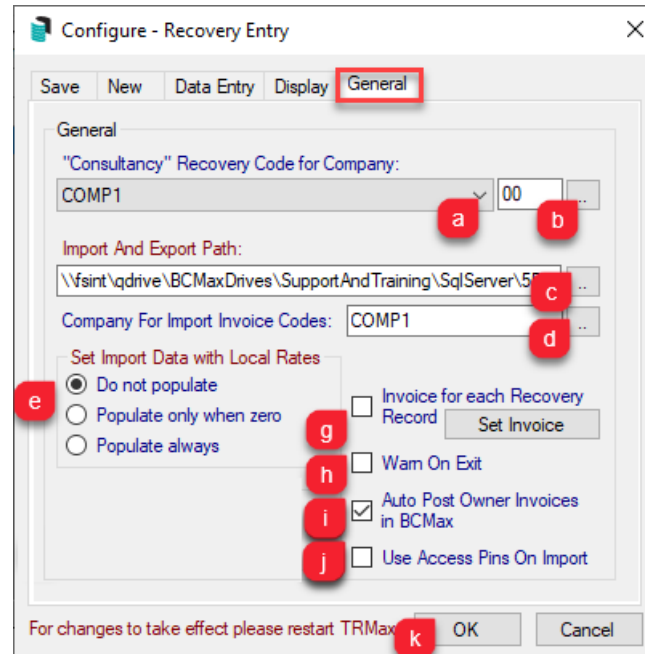 Configure - Recovery Entry
Save New Data Entry Display General
General
"Consultancy" Recovery Code for Company:
COMP1 a 00 b ..
Import And Export Path:
\\fsint\qdrive\BCMaxDrives\SupportAndTraining\SqlServer\ c ..
Company For Import Invoice Codes: COMP1 d ..
Set Import Data with Local Rates
e Do not populate
Populate only when zero
Populate always
g Invoice for each Recovery
Record Set Invoice
h Warn On Exit
i Auto Post Owner Invoices
in BCMax
j Use Access Pins On Import
For changes to take effect please restart TRMax k OK Cancel